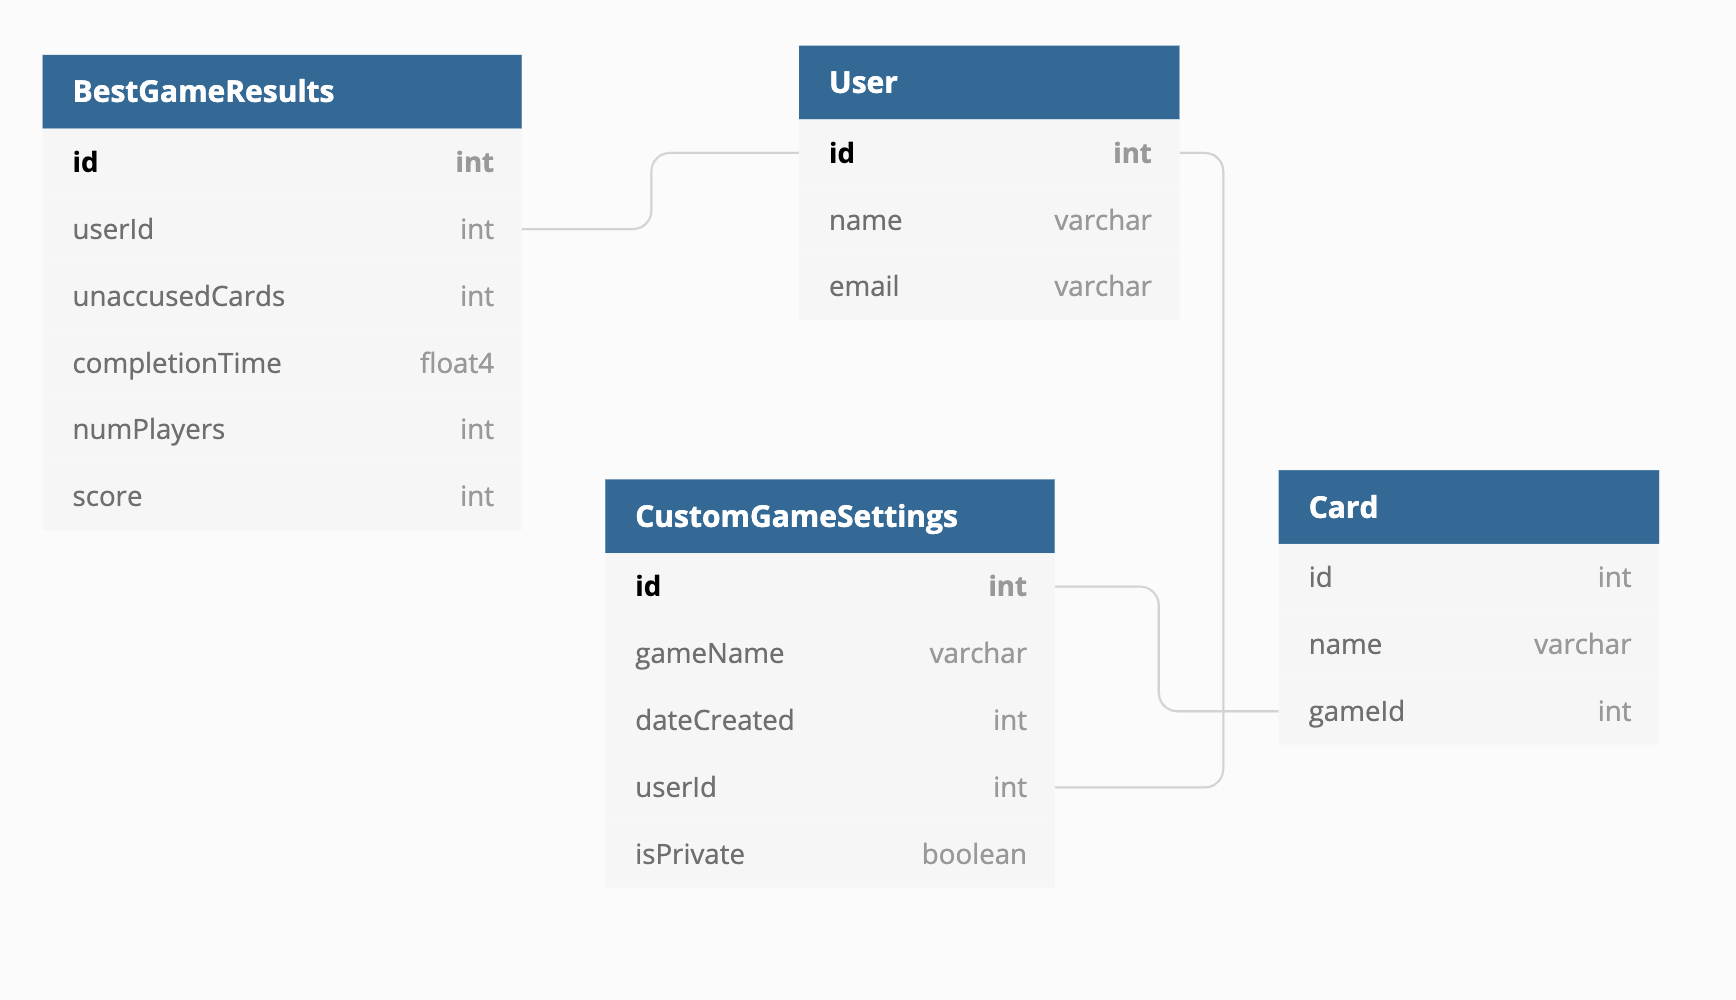 BestGameResults
id int
userId int
unaccusedCards int
completionTime float4
numPlayers int
score int
User
id int
name varchar
email varchar
CustomGameSettings
id int
gameName varchar
dateCreated int
userId int
isPrivate boolean
Card
id int
name varchar
gameId int